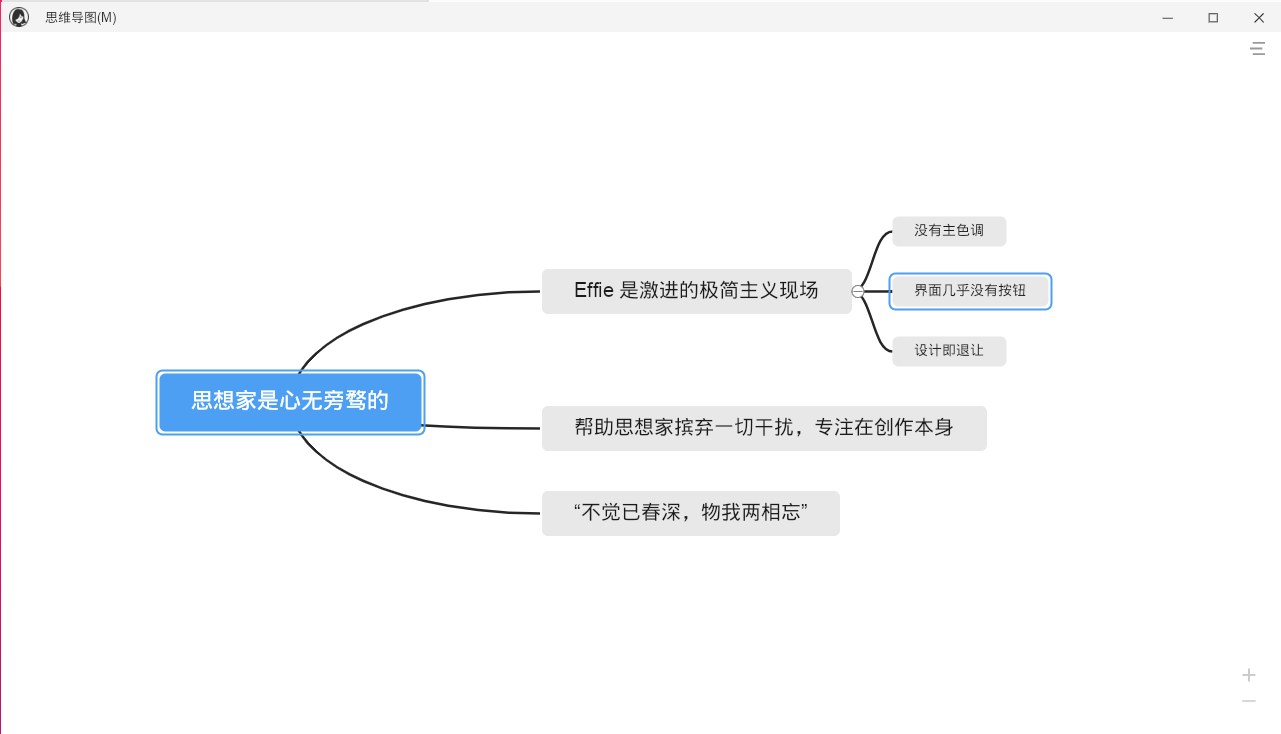 思维导图(M)
没有主色调
Effie 是激进的极简主义现场
界面几乎没有按钮
设计即退让
思想家是心无旁骛的
帮助思想家摈弃一切干扰，专注在创作本身
“不觉已春深，物我两相忘”